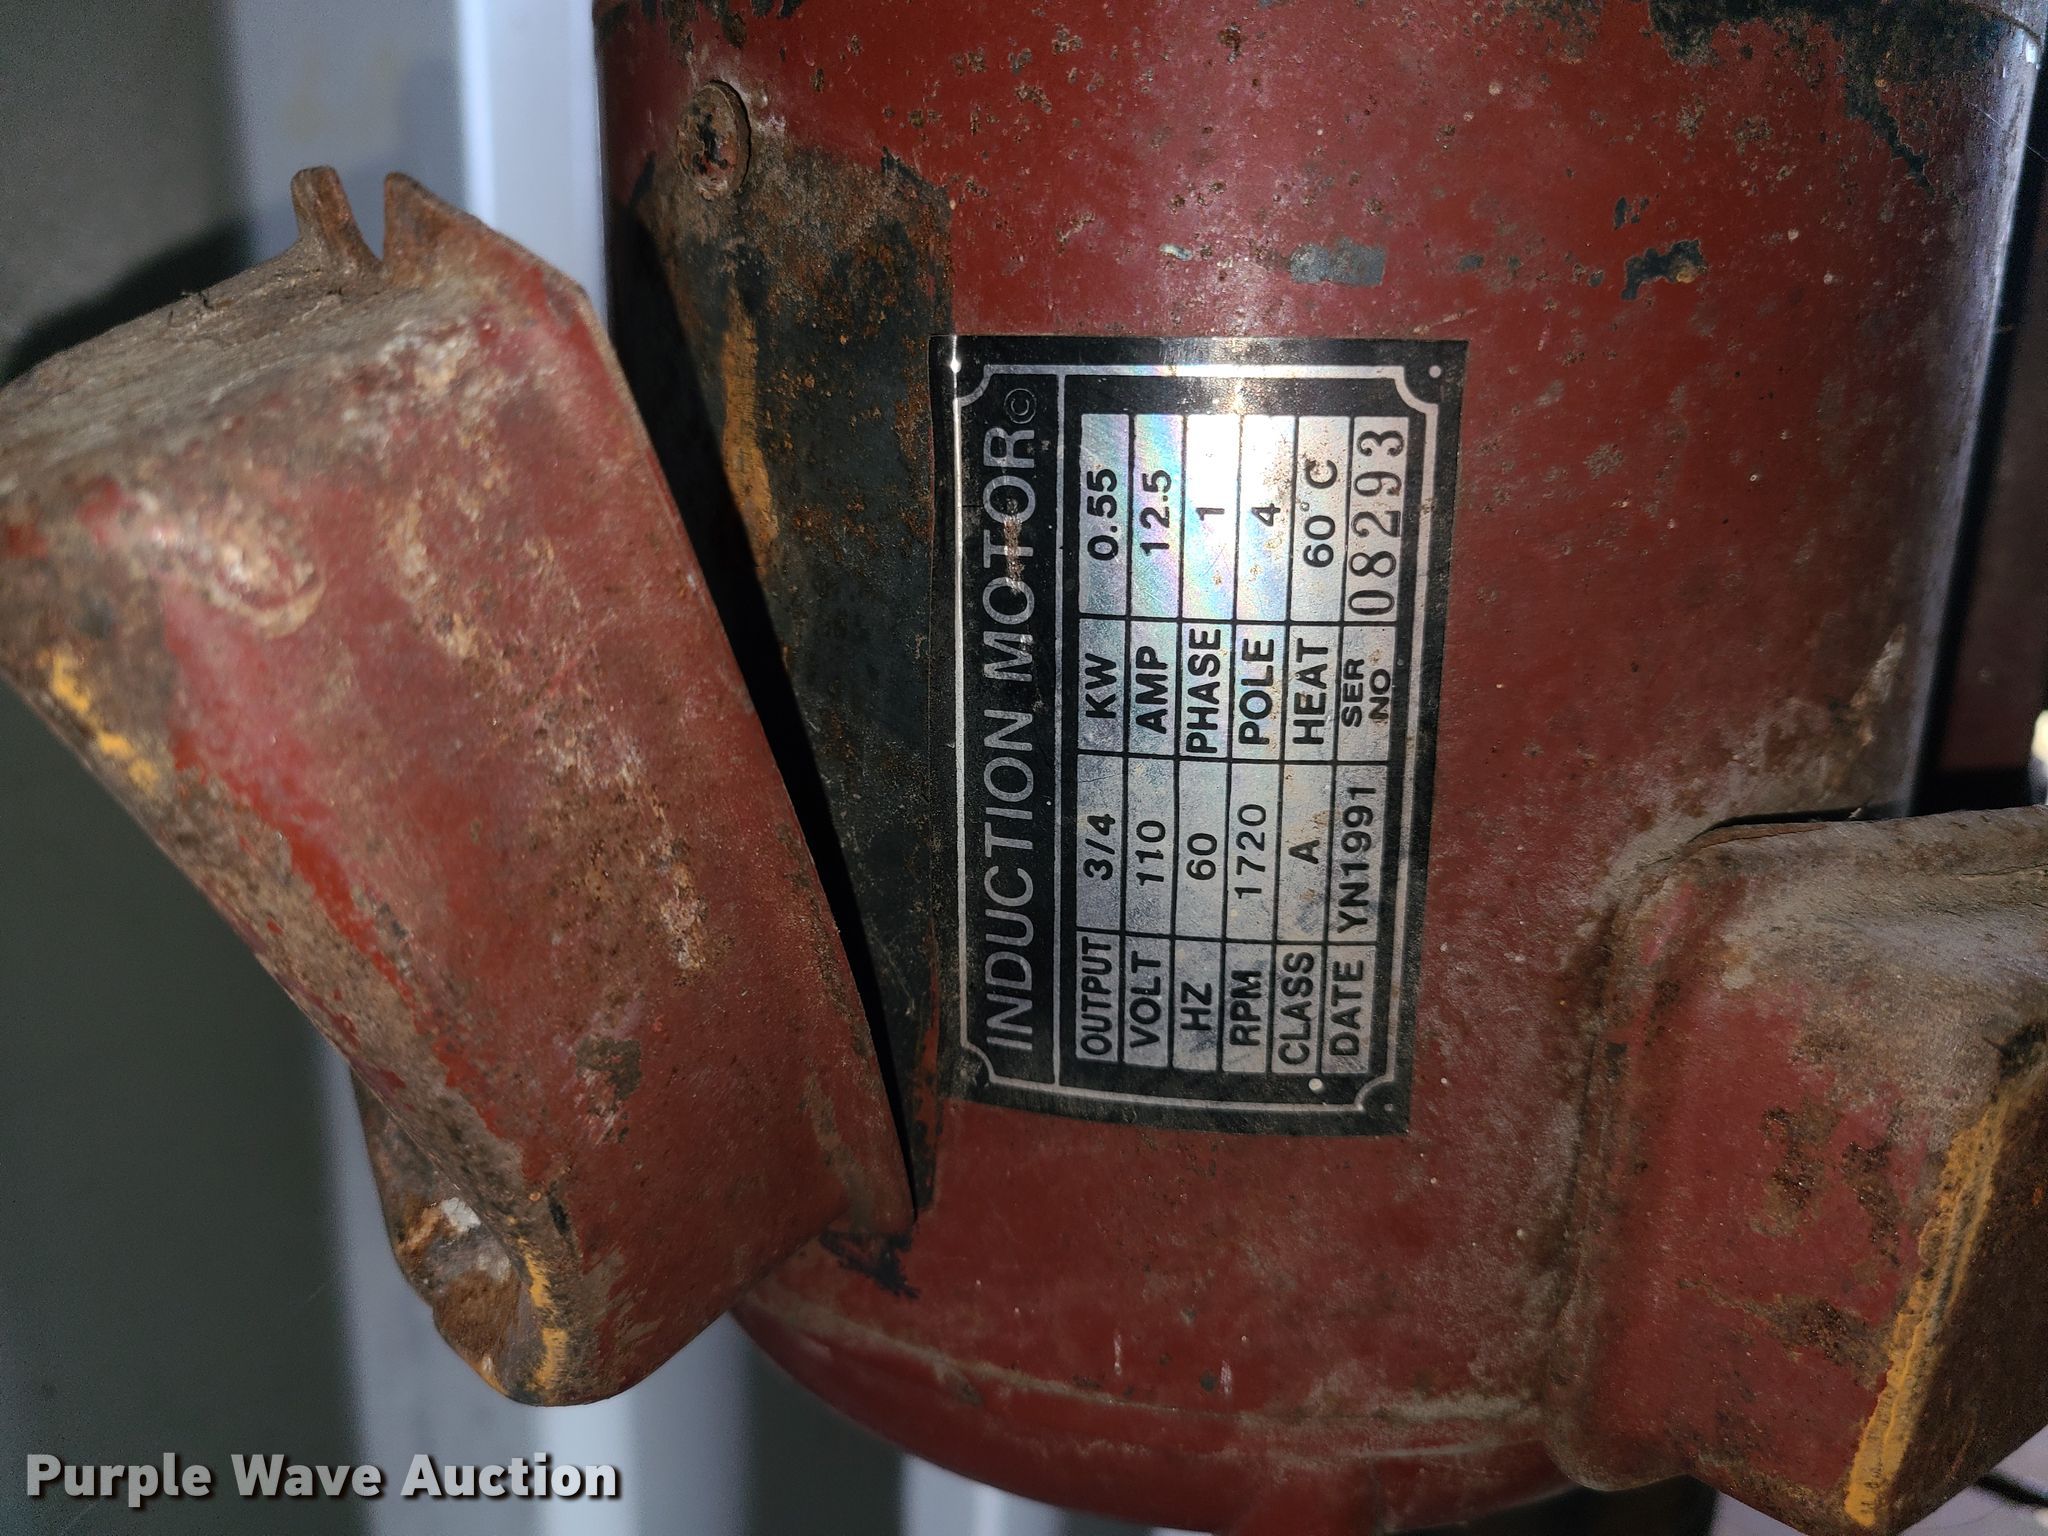 INDUCTION MOTOR©
OUTPUT 3/4 KW 0.55
VOLT 110 AMP 12.5
HZ 60 PHASE 1
RPM 1720 POLE 4
CLASS A HEAT 60°C
DATE YN1991 SER NO 08293
Purple Wave Auction